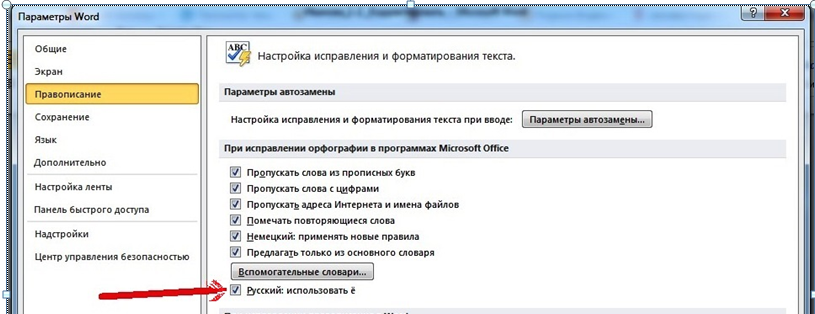 Параметры Word
Общие
Экран
Правописание
Сохранение
Язык
Дополнительно
Настройка ленты
Панель быстрого доступа
Надстройки
Центр управления безопасностью
ABC
Настройка исправления и форматирования текста.
Параметры автозамены
Настройка исправления и форматирования текста при вводе: Параметры автозамены...
При исправлении орфографии в программах Microsoft Office
Пропускать слова из прописных букв
Пропускать слова с цифрами
Пропускать адреса Интернета и имена файлов
Помечать повторяющиеся слова
Немецкий: применять новые правила
Предлагать только из основного словаря
Вспомогательные словари...
Русский: использовать ё